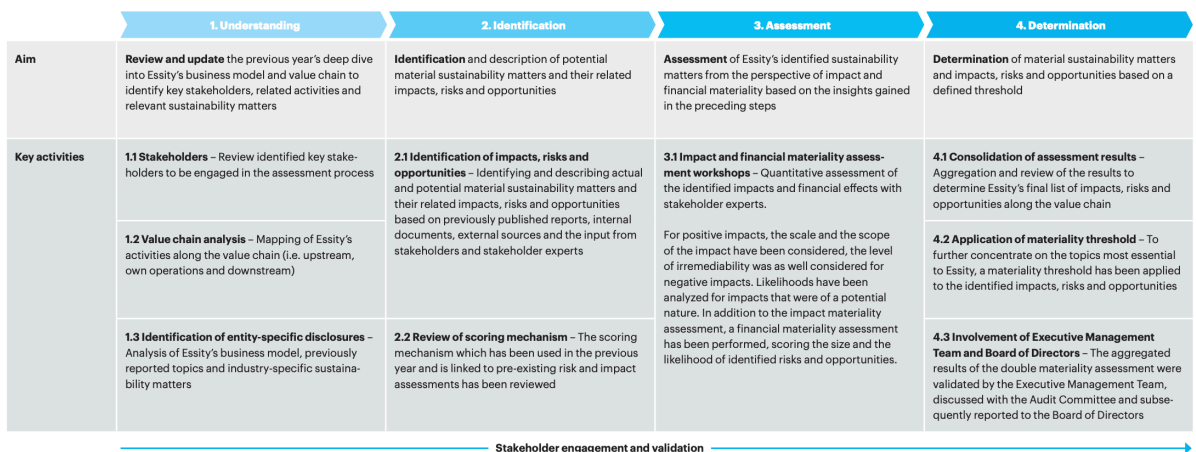 1. Understanding
2. Identification
3. Assessment
4. Determination
Aim
Review and update the previous year's deep dive
into Essity's business model and value chain to
identify key stakeholders, related activities and
relevant sustainability matters
Identification and description of potential
material sustainability matters and their related
impacts, risks and opportunities
Assessment of Essity's identified sustainability
matters from the perspective of impact and
financial materiality based on the insights gained
in the preceding steps
Determination of material sustainability matters
and impacts, risks and opportunities based on a
defined threshold
Key activities
1.1 Stakeholders – Review identified key stake-
holders to be engaged in the assessment process
1.2 Value chain analysis – Mapping of Essity's
activities along the value chain (i.e. upstream,
own operations and downstream)
1.3 Identification of entity-specific disclosures –
Analysis of Essity's business model, previously
reported topics and industry-specific sustaina-
bility matters
2.1 Identification of impacts, risks and
opportunities – Identifying and describing actual
and potential material sustainability matters and
their related impacts, risks and opportunities
based on previously published reports, internal
documents, external sources and the input from
stakeholders and stakeholder experts
2.2 Review of scoring mechanism – The scoring
mechanism which has been used in the previous
year and is linked to pre-existing risk and impact
assessments has been reviewed
3.1 Impact and financial materiality assess-
ment workshops – Quantitative assessment of
the identified impacts and financial effects with
stakeholder experts.
For positive impacts, the scale and the scope
of the impact have been considered, the level
of irremediability was as well considered for
negative impacts. Likelihoods have been
analyzed for impacts that were of a potential
nature. In addition to the impact materiality
assessment, a financial materiality assessment
has been performed, scoring the size and the
likelihood of identified risks and opportunities.
4.1 Consolidation of assessment results –
Aggregation and review of the results to
determine Essity's final list of impacts, risks and
opportunities along the value chain
4.2 Application of materiality threshold – To
further concentrate on the topics most essential
to Essity, a materiality threshold has been applied
to the identified impacts, risks and opportunities
4.3 Involvement of Executive Management
Team and Board of Directors – The aggregated
results of the double materiality assessment were
validated by the Executive Management Team,
discussed with the Audit Committee and subse-
quently reported to the Board of Directors
Stakeholder engagement and validation